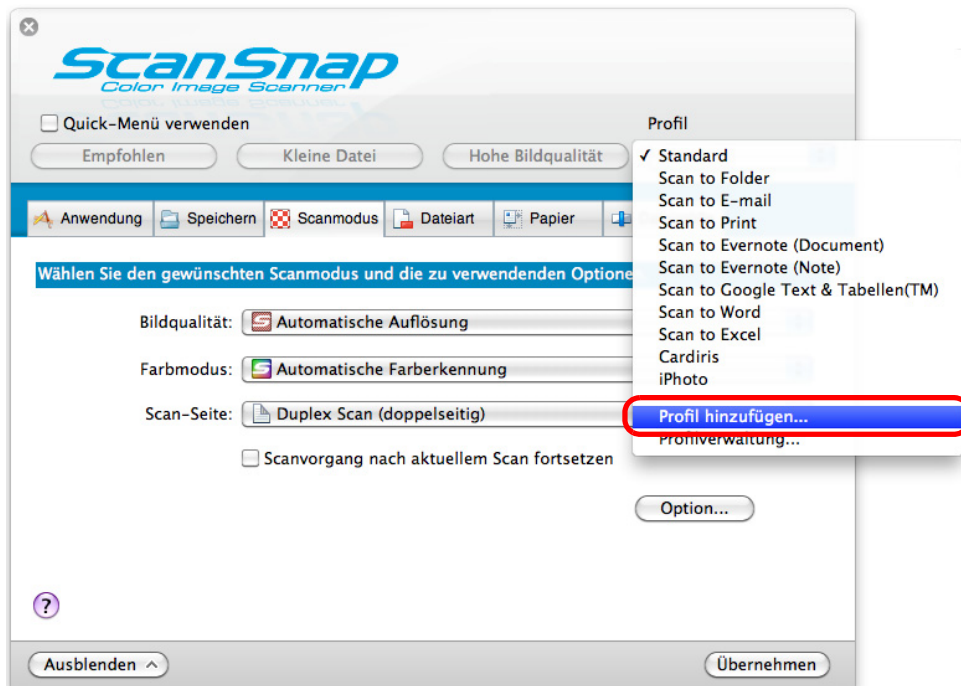 ScanSnap
Color Image Scanner
Quick-Menü verwenden
Profil
Empfohlen
Kleine Datei
Hohe Bildqualität
✓ Standard
Scan to Folder
Scan to E-mail
Scan to Print
Scan to Evernote (Document)
Scan to Evernote (Note)
Scan to Google Text & Tabellen(TM)
Scan to Word
Scan to Excel
Cardiris
iPhoto
Profil hinzufügen...
Profilverwaltung...
Anwendung
Speichern
Scanmodus
Dateiart
Papier
Wählen Sie den gewünschten Scanmodus und die zu verwendenden Optione
Bildqualität: Automatische Auflösung
Farbmodus: Automatische Farberkennung
Scan-Seite: Duplex Scan (doppelseitig)
Scanvorgang nach aktuellem Scan fortsetzen
Option...
?
Ausblenden
Übernehmen